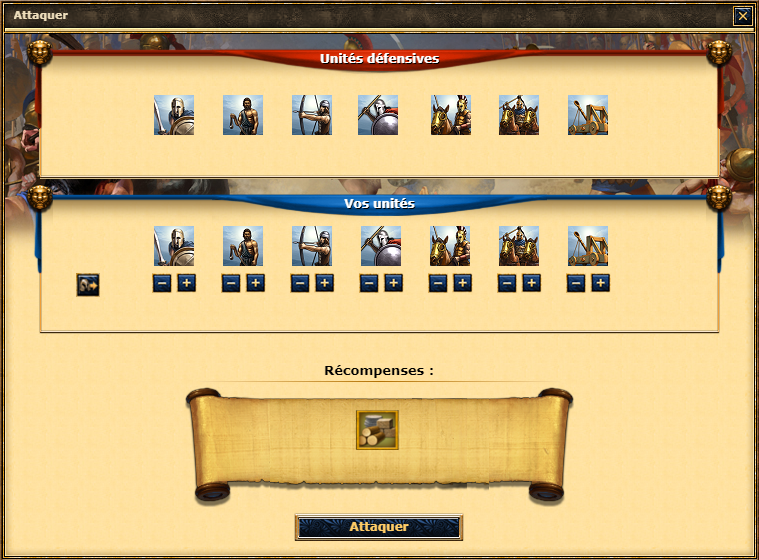 Attaquer
Unités défensives
Vos unités
Récompenses :
Attaquer